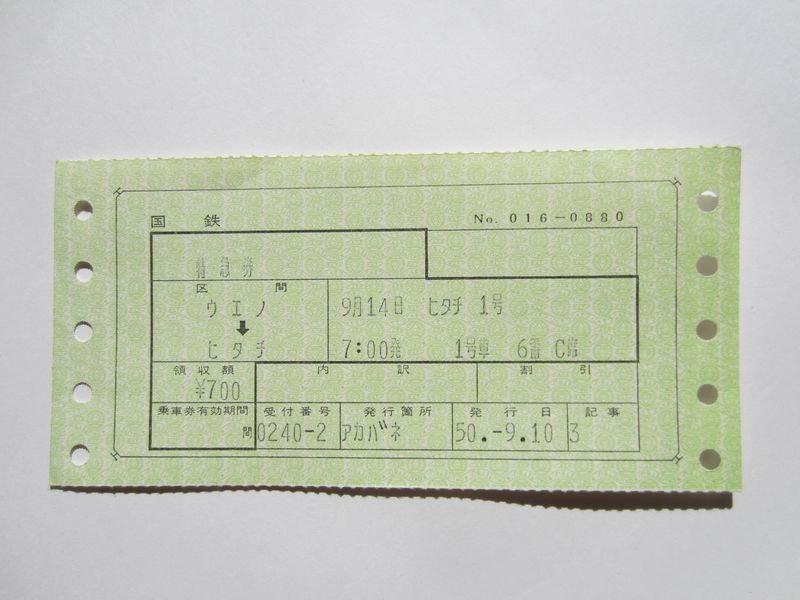 国鉄 No. 016-0880
特急券
区間
ウエノ 9月14日 ヒタチ 1号
⬇
ヒタチ 7:00発 1号車 6番 C席
領収額 内訳 割引
¥700
乗車券有効期間 受付番号 発行箇所 発行日 記事
間 0240-2 アカバネ 50.-9.10 3